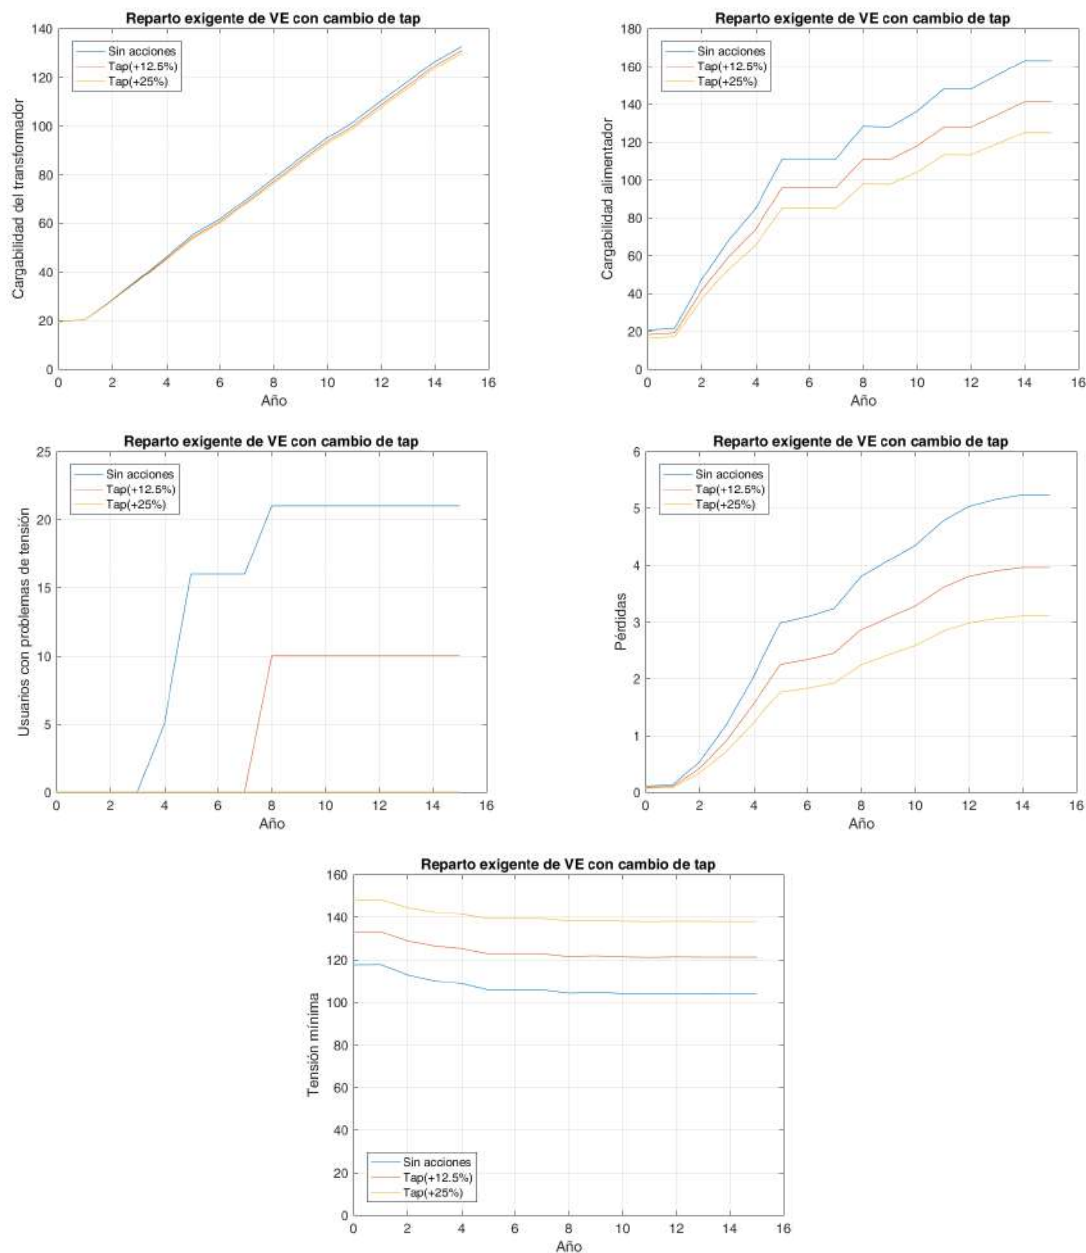 Reparto exigente de VE con cambio de tap
Cargabilidad del transformador
140
120
100
80
60
40
20
0
Sin acciones
Tap(+12.5%)
Tap(+25%)
0 2 4 6 8 10 12 14 16
Año
Reparto exigente de VE con cambio de tap
Cargabilidad alimentador
180
160
140
120
100
80
60
40
20
0
Sin acciones
Tap(+12.5%)
Tap(+25%)
0 2 4 6 8 10 12 14 16
Año
Reparto exigente de VE con cambio de tap
Usuarios con problemas de tensión
25
20
15
10
5
0
Sin acciones
Tap(+12.5%)
Tap(+25%)
0 2 4 6 8 10 12 14 16
Año
Reparto exigente de VE con cambio de tap
Pérdidas
6
5
4
3
2
1
0
Sin acciones
Tap(+12.5%)
Tap(+25%)
0 2 4 6 8 10 12 14 16
Año
Reparto exigente de VE con cambio de tap
Tensión mínima
160
140
120
100
80
60
40
20
0
Sin acciones
Tap(+12.5%)
Tap(+25%)
0 2 4 6 8 10 12 14 16
Año